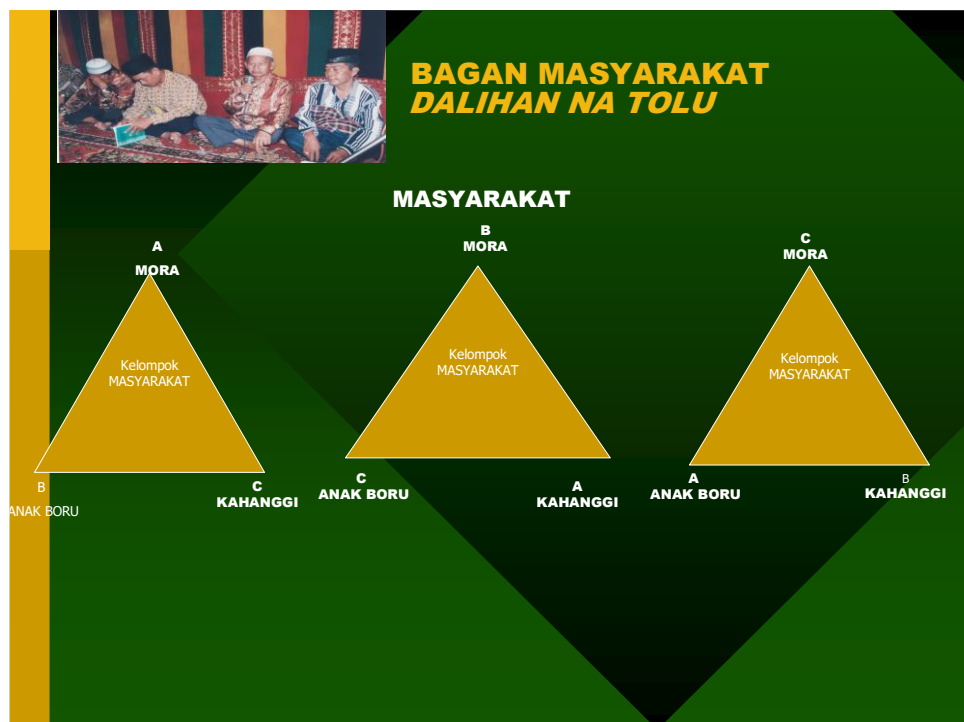 BAGAN MASYARAKAT
DALIHAN NA TOLU
MASYARAKAT
A
MORA
Kelompok
MASYARAKAT
B
ANAK BORU
C
KAHANGGI
B
MORA
Kelompok
MASYARAKAT
C
ANAK BORU
A
KAHANGGI
C
MORA
Kelompok
MASYARAKAT
A
ANAK BORU
B
KAHANGGI